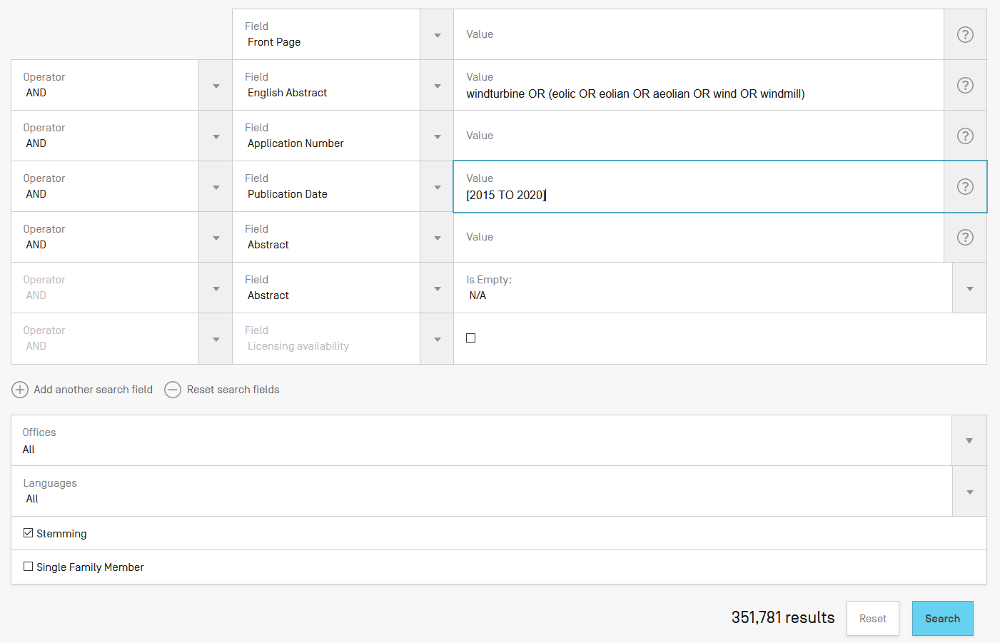 Field
Front Page
Value
Operator
AND
Field
English Abstract
Value
windturbine OR (eolic OR eolian OR aeolian OR wind OR windmill)
Operator
AND
Field
Application Number
Value
Operator
AND
Field
Publication Date
Value
[2015 TO 2020]
Operator
AND
Field
Abstract
Value
Operator
AND
Field
Abstract
Is Empty:
N/A
Operator
AND
Field
Licensing availability
Add another search field
Reset search fields
Offices
All
Languages
All
Stemming
Single Family Member
351,781 results
Reset
Search